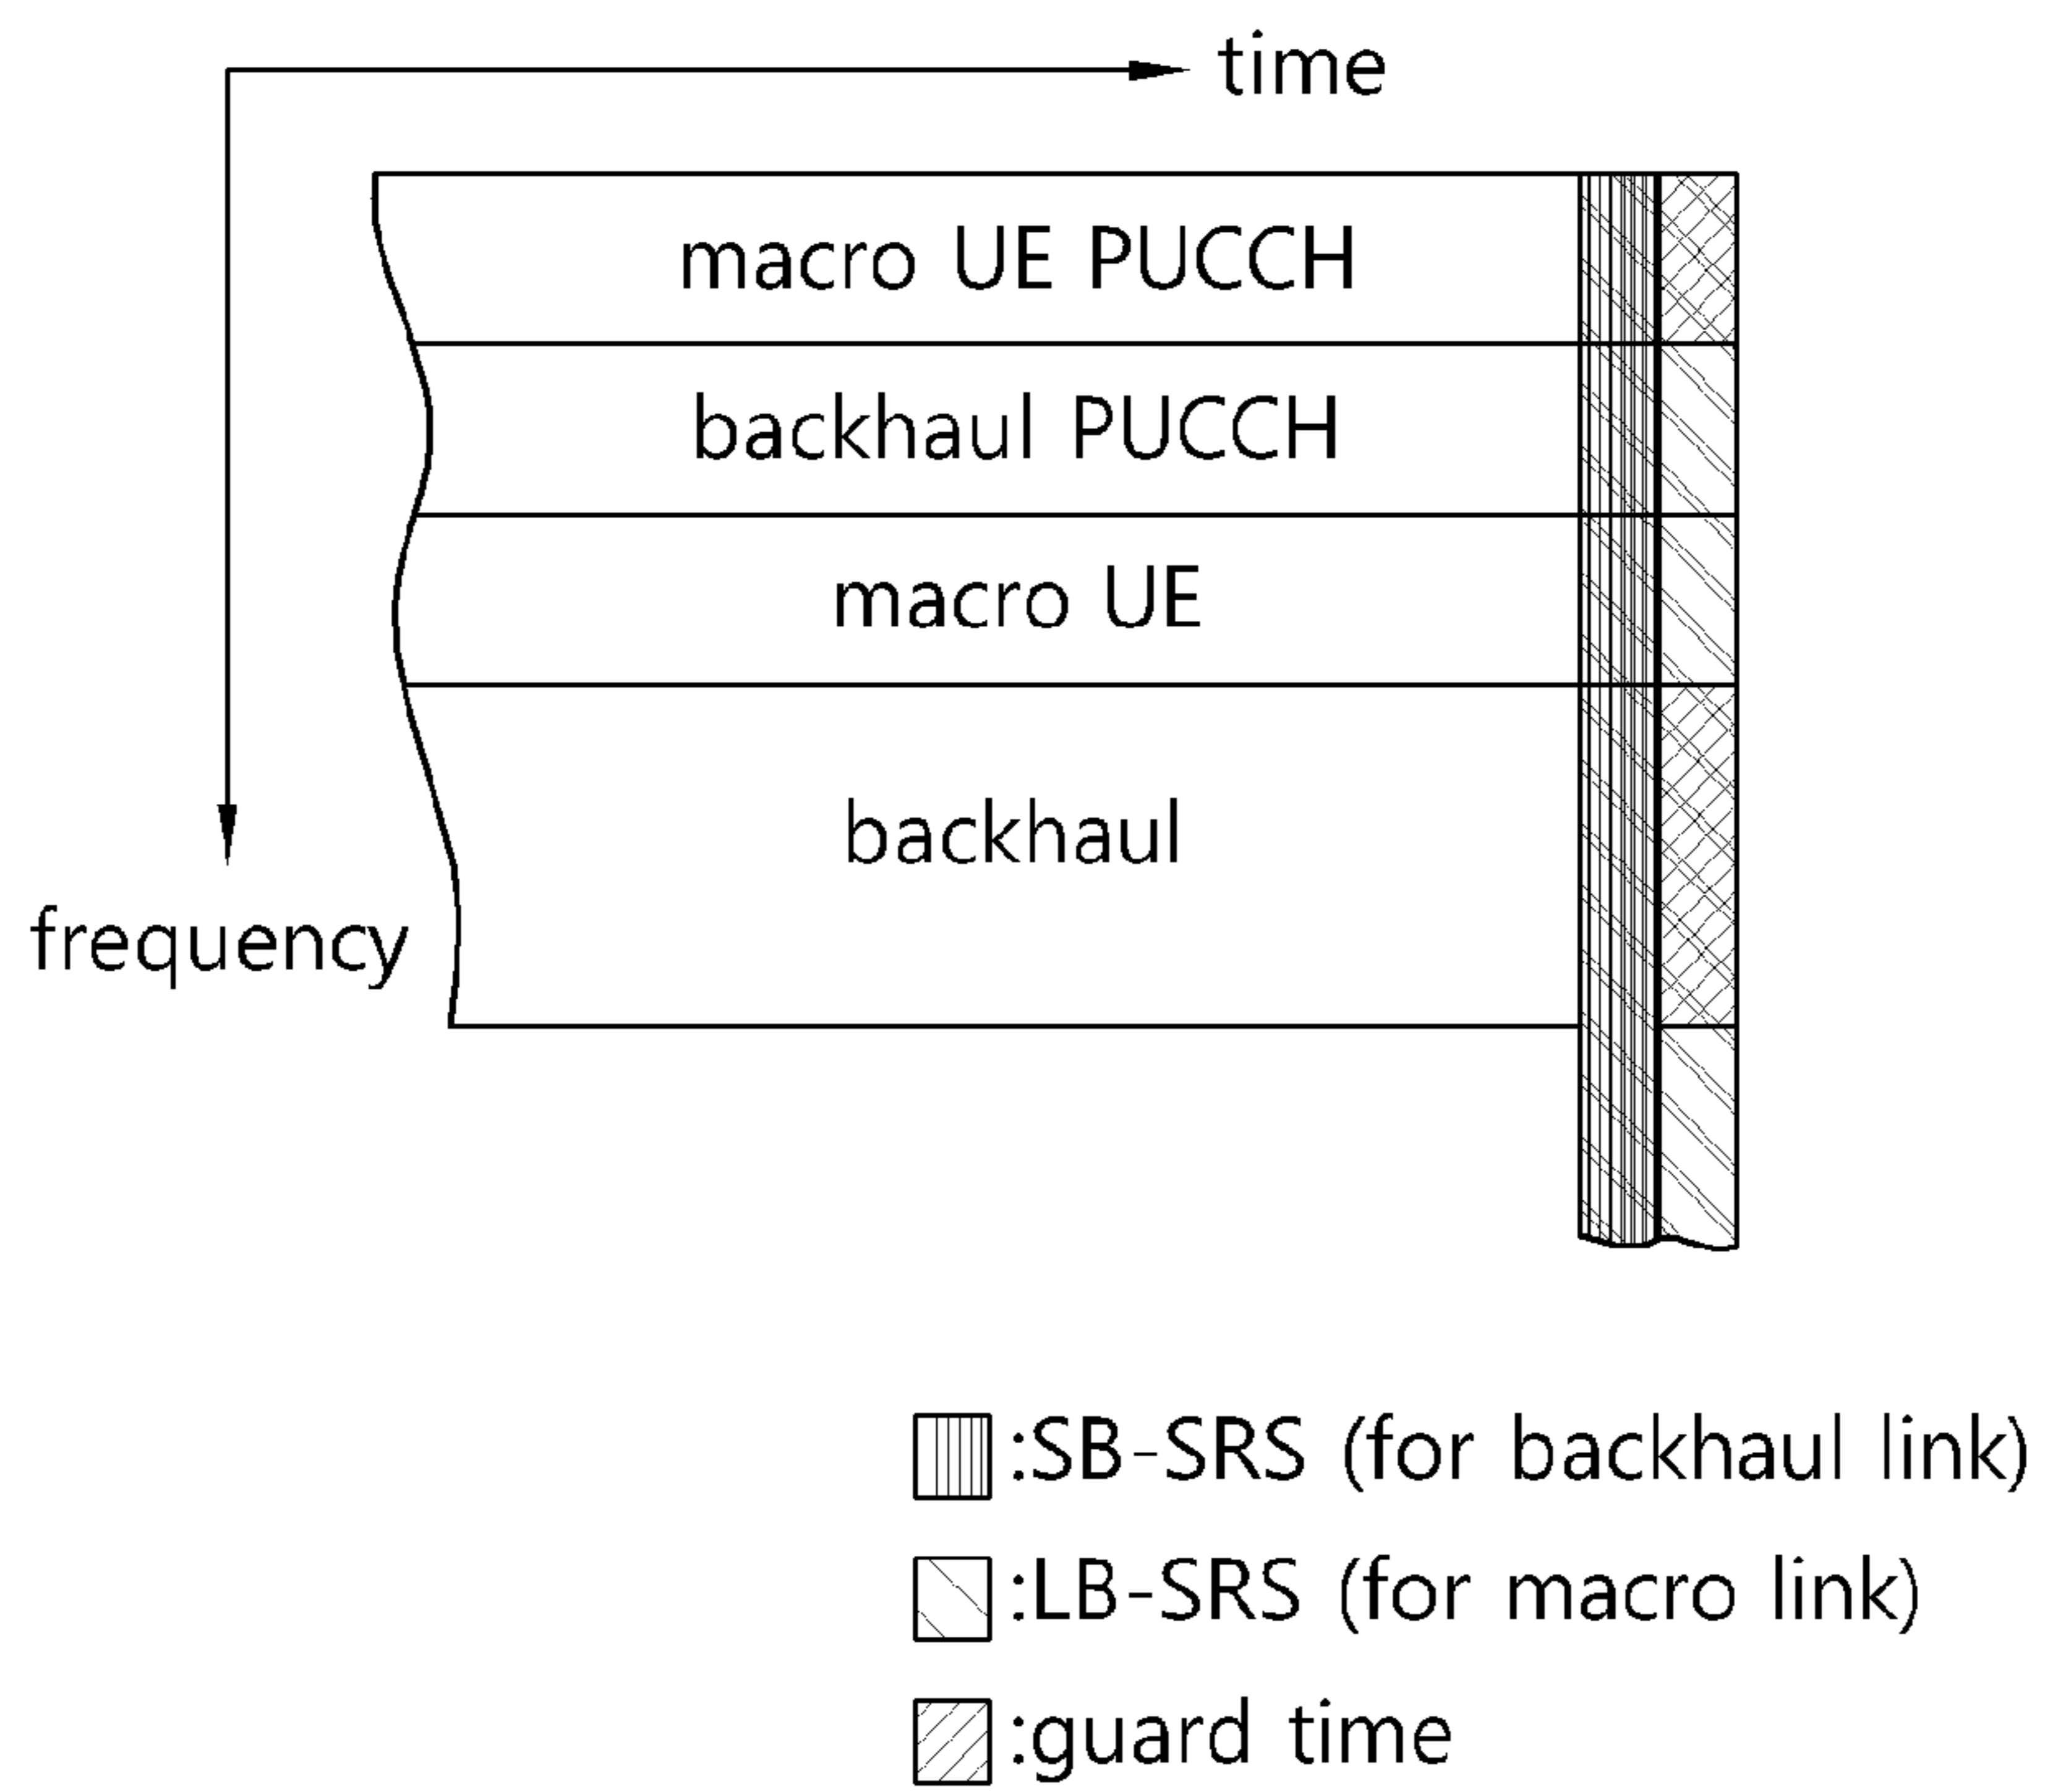 time
macro UE PUCCH
backhaul PUCCH
macro UE
backhaul
frequency
:SB-SRS (for backhaul link)
:LB-SRS (for macro link)
:guard time